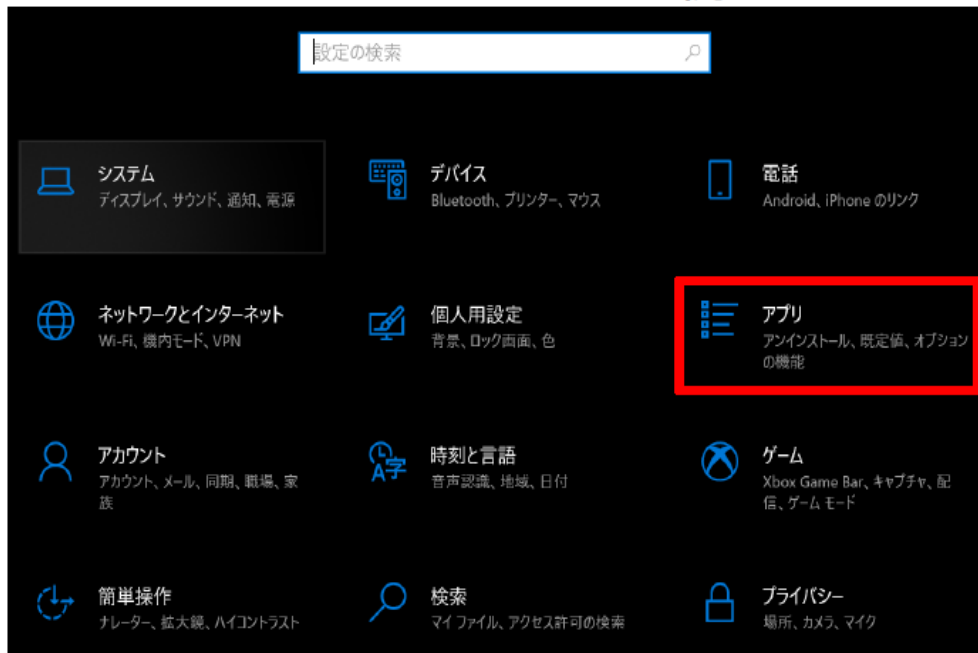 設定の検索
システム
ディスプレイ、サウンド、通知、電源
デバイス
Bluetooth、プリンター、マウス
電話
Android、iPhone のリンク
ネットワークとインターネット
Wi-Fi、機内モード、VPN
個人用設定
背景、ロック画面、色
アプリ
アンインストール、既定値、オプション
の機能
アカウント
アカウント、メール、同期、職場、家
族
時刻と言語
音声認識、地域、日付
ゲーム
Xbox Game Bar、キャプチャ、配
信、ゲーム モード
簡単操作
ナレーター、拡大鏡、ハイコントラスト
検索
マイ ファイル、アクセス許可の検索
プライバシー
場所、カメラ、マイク